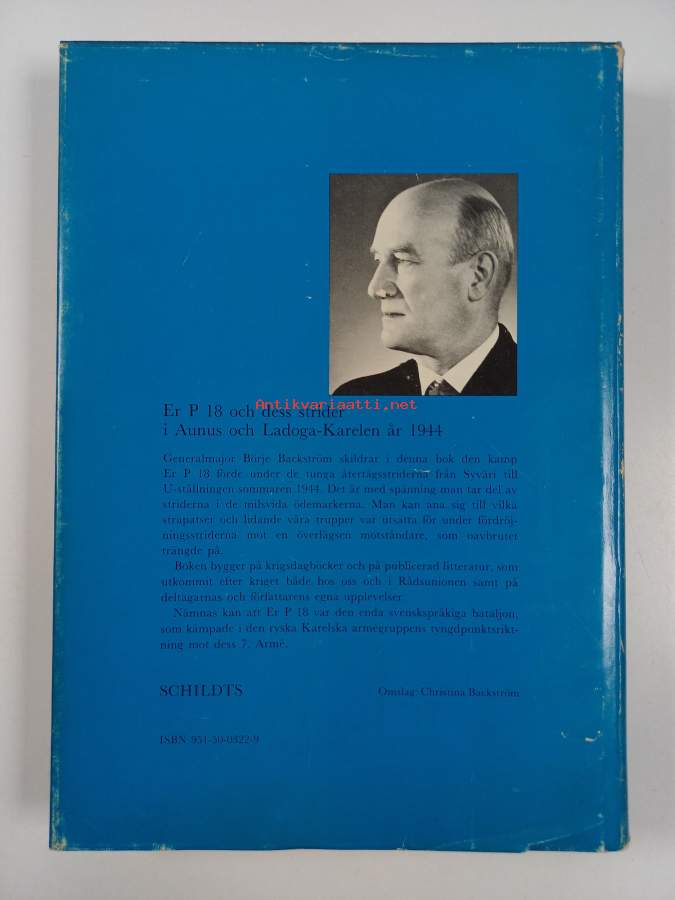 Antikvariaatti.net
Er P 18 och dess strider
i Aunus och Ladoga-Karelen år 1944
Generalmajor Börje Backström skildrar i denna bok den kamp
Er P 18 förde under de tunga återtågsstriderna från Syväri till
U-ställningen sommaren 1944. Det är med spänning man tar del av
striderna i de milsvida ödemarkerna. Man kan ana sig till vilka
strapatser och lidande våra trupper var utsatta för under fördröj-
ningsstriderna mot en överlägsen motståndare, som oavbrutet
trängde på.
Boken bygger på krigsdagböcker och på publicerad litteratur, som
utkommit efter kriget både hos oss och i Rådsunionen samt på
deltagarnas och författarens egna upplevelser.
Nämnas kan att Er P 18 var den enda svenskspråkiga bataljon,
som kämpade i den ryska Karelska armégruppens tyngdpunktsrikt-
ning mot dess 7. Armé.
SCHILDTS
Omslag: Christina Backström
ISBN 951-50-0322-9